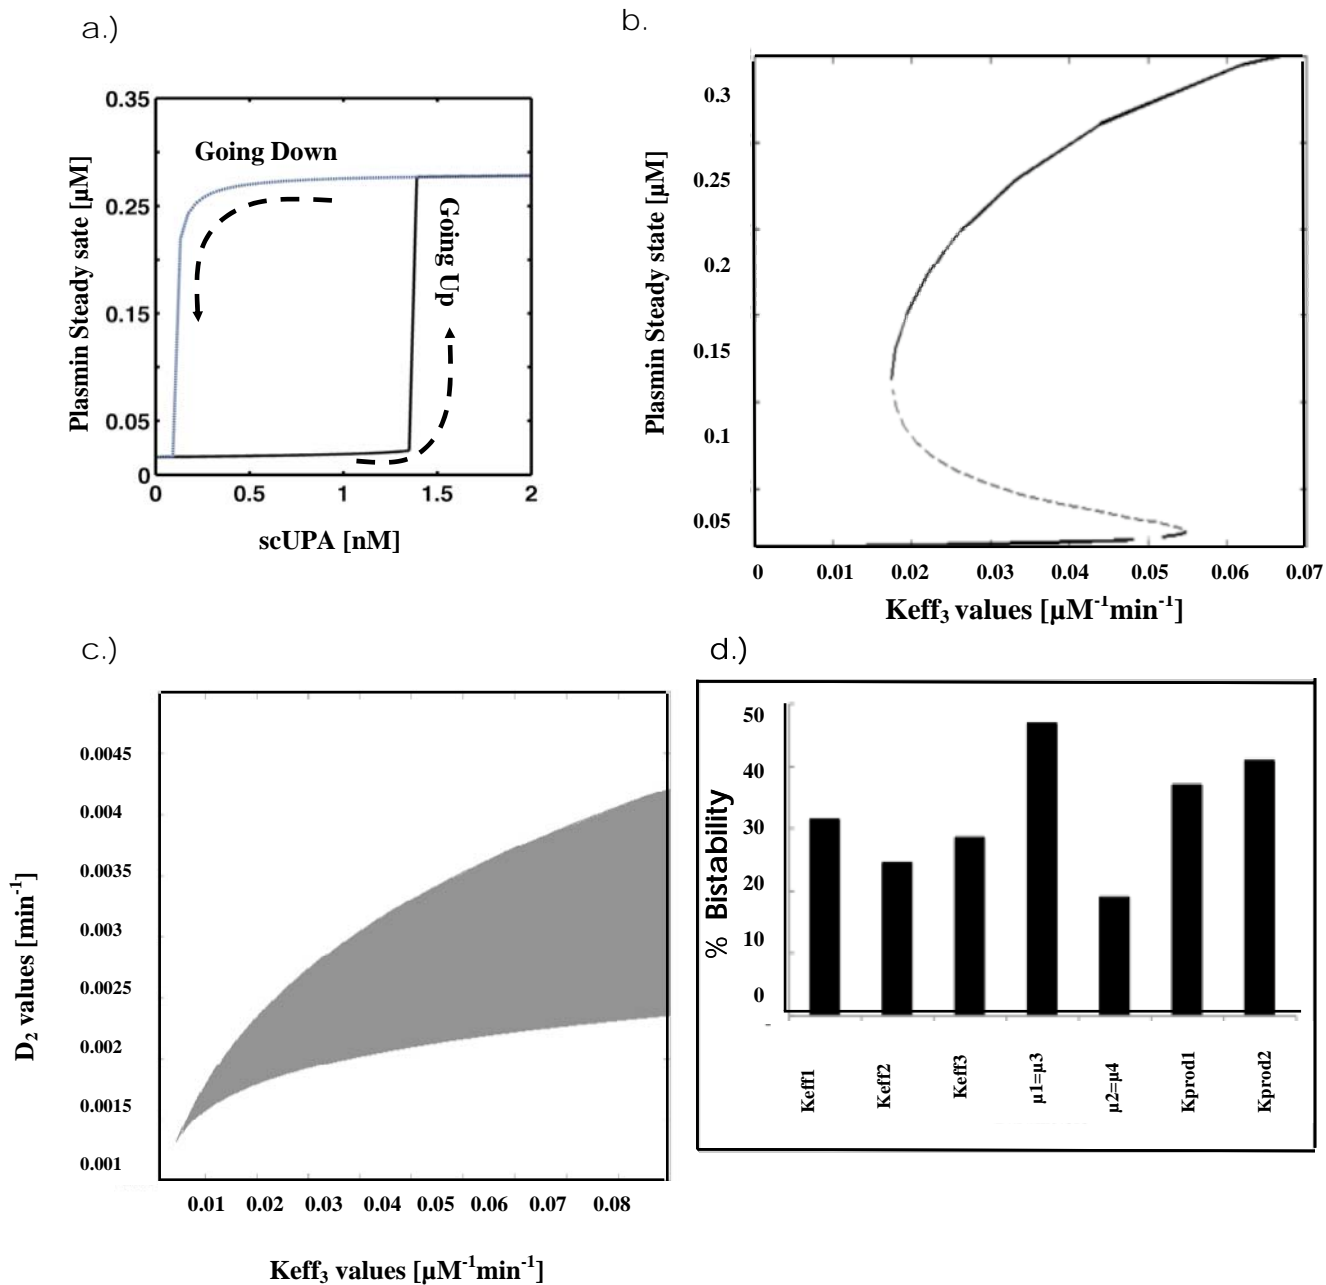 a.)
0.35
0.25
0.15
0.05
0
Plasmin Steady sate [µM]
Going Down
Going Up
0
0.5
1
1.5
2
scUPA [nM]
b.
0.3
0.25
0.2
0.15
0.1
0.05
Plasmin Steady state [µM]
0
0.01
0.02
0.03
0.04
0.05
0.06
0.07
Keff₃ values [µM⁻¹min⁻¹]
c.)
0.0045
0.004
0.0035
0.003
0.0025
0.002
0.0015
0.001
D₂ values [min⁻¹]
0.01
0.02
0.03
0.04
0.05
0.06
0.07
0.08
Keff₃ values [µM⁻¹min⁻¹]
d.)
50
40
30
20
10
0
-
% Bistability
Keff1
Keff2
Keff3
µ1=µ3
µ2=µ4
Kprod1
Kprod2